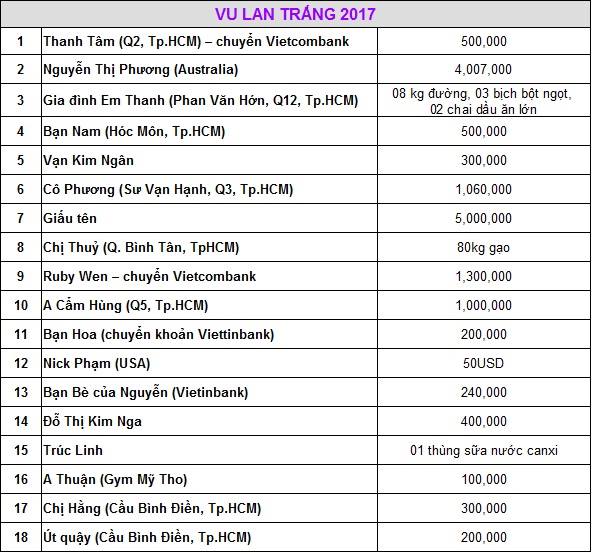 VU LAN TRẮNG 2017
1 Thanh Tâm (Q2, Tp.HCM) – chuyển Vietcombank 500,000
2 Nguyễn Thị Phương (Australia) 4,007,000
3 Gia đình Em Thanh (Phan Văn Hớn, Q12, Tp.HCM) 08 kg đường, 03 bịch bột ngọt,
02 chai dầu ăn lớn
4 Bạn Nam (Hóc Môn, Tp.HCM) 500,000
5 Vạn Kim Ngân 300,000
6 Cô Phương (Sư Vạn Hạnh, Q3, Tp.HCM) 1,060,000
7 Giấu tên 5,000,000
8 Chị Thuỷ (Q. Bình Tân, TpHCM) 80kg gạo
9 Ruby Wen – chuyển Vietcombank 1,300,000
10 A Cẩm Hùng (Q5, Tp.HCM) 1,000,000
11 Bạn Hoa (chuyển khoản Viettinbank) 200,000
12 Nick Phạm (USA) 50USD
13 Bạn Bè của Nguyễn (Vietinbank) 240,000
14 Đỗ Thị Kim Nga 400,000
15 Trúc Linh 01 thùng sữa nước canxi
16 A Thuận (Gym Mỹ Tho) 100,000
17 Chị Hằng (Cầu Bình Điền, Tp.HCM) 300,000
18 Út quậy (Cầu Bình Điền, Tp.HCM) 200,000